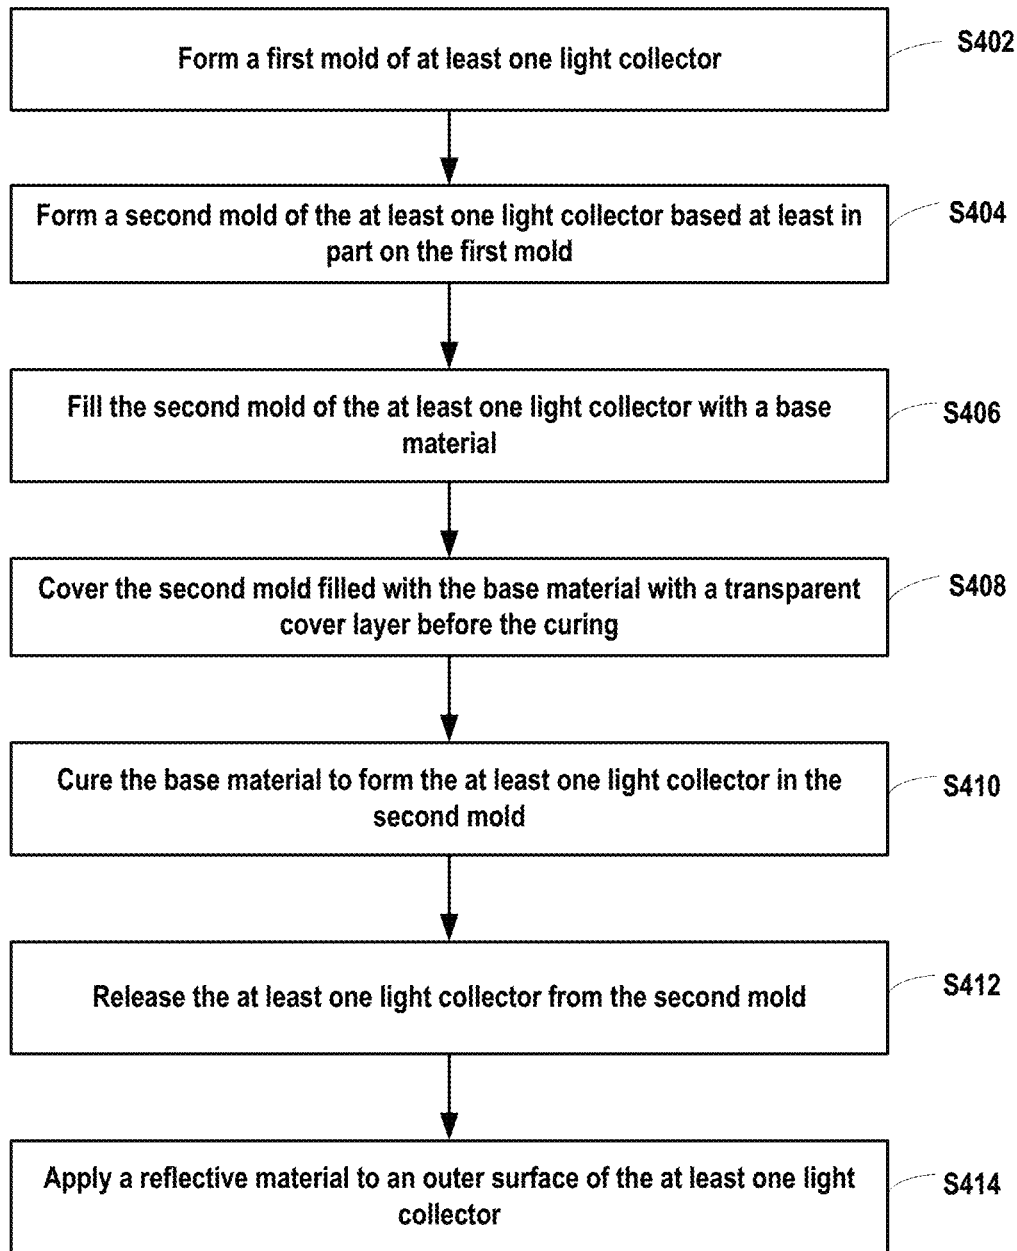 Form a first mold of at least one light collector
S402
Form a second mold of the at least one light collector based at least in
part on the first mold
S404
Fill the second mold of the at least one light collector with a base
material
S406
Cover the second mold filled with the base material with a transparent
cover layer before the curing
S408
Cure the base material to form the at least one light collector in the
second mold
S410
Release the at least one light collector from the second mold
S412
Apply a reflective material to an outer surface of the at least one light
collector
S414